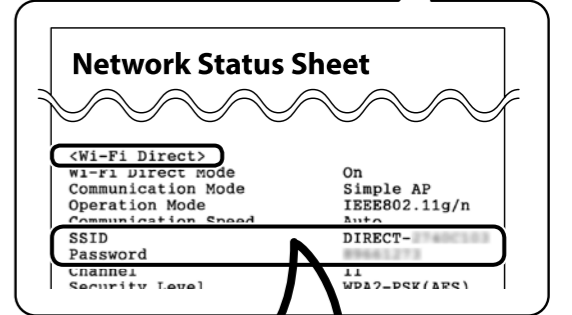 Network Status Sheet
<Wi-Fi Direct>
Wi-Fi Direct Mode On
Communication Mode Simple AP
Operation Mode IEEE802.11g/n
Communication Speed Auto
SSID DIRECT-
Password
Channel 11
Security Level WPA2-PSK(AES)